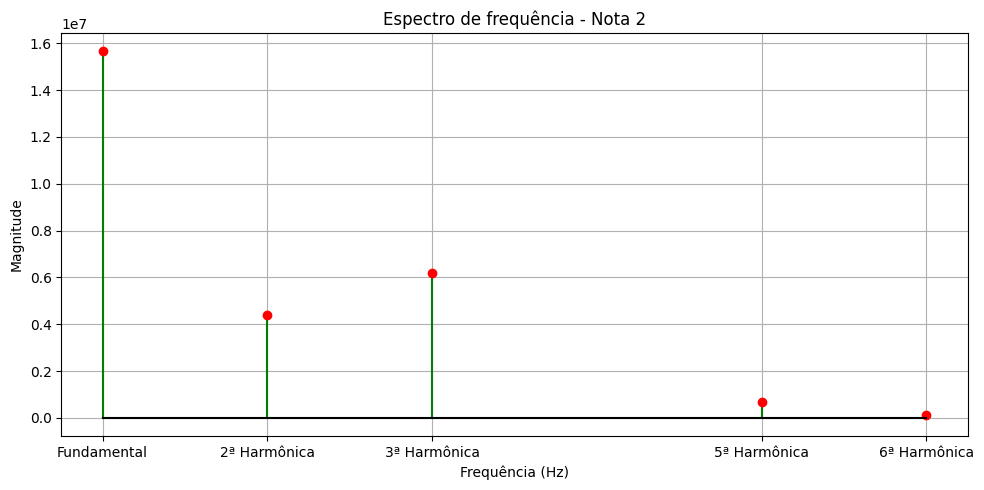 Espectro de frequência - Nota 2
1e7
1.6
1.4
1.2
1.0
0.8
0.6
0.4
0.2
0.0
Magnitude
Fundamental 2ª Harmônica 3ª Harmônica 5ª Harmônica 6ª Harmônica
Frequência (Hz)